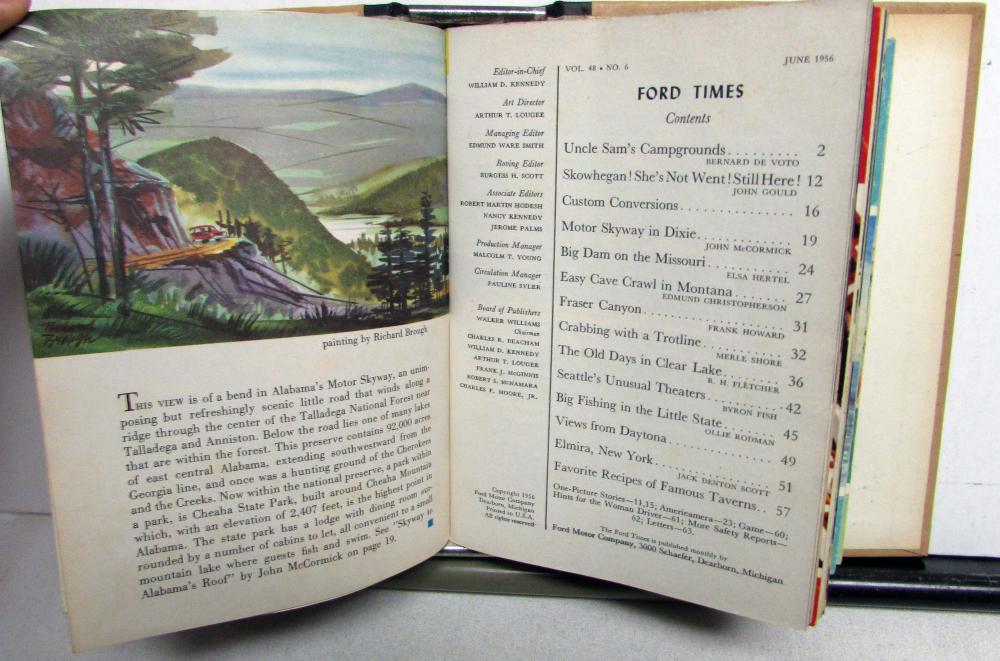 Richard
Brough
painting by Richard Brough
THIS VIEW is of a bend in Alabama's Motor Skyway, an unim-
posing but refreshingly scenic little road that winds along a
ridge through the center of the Talladega National Forest near
Talladega and Anniston. Below the road lies one of many lakes
that are within the forest. This preserve contains 92,000 acres
of east central Alabama, extending southwestward from the
Georgia line, and once was a hunting ground of the Cherokees
and the Creeks. Now within the national preserve, a park within
a park, is Cheaha State Park, built around Cheaha Mountain
which, with an elevation of 2,407 feet, is the highest point in
Alabama. The state park has a lodge with dining room sur-
rounded by a number of cabins to let, all convenient to a small
mountain lake where guests fish and swim. See "Skyway to
Alabama's Roof" by John McCormick on page 19.
Editor-in-Chief
WILLIAM D. KENNEDY
Art Director
ARTHUR T. LOUGEE
Managing Editor
EDMUND WARE SMITH
Roving Editor
BURGESS H. SCOTT
Associate Editors
ROBERT MARTIN HODESH
NANCY KENNEDY
JEROME PALMS
Production Manager
MALCOLM T. YOUNG
Circulation Manager
PAULINE SYLER
Board of Publishers
WALKER WILLIAMS
Chairman
CHARLES R. BEACHAM
WILLIAM D. KENNEDY
ARTHUR T. LOUGEE
FRANK J. McGINNIS
ROBERT S. McNAMARA
CHARLES F. MOORE, JR.
Copyright 1956
Ford Motor Company
Dearborn, Michigan
Printed in U.S.A.
All rights reserved
VOL. 48 • NO. 6 JUNE 1956
FORD TIMES
Contents
Uncle Sam's Campgrounds . . . . . . . . . 2
BERNARD DE VOTO
Skowhegan! She's Not Went! Still Here! 12
JOHN GOULD
Custom Conversions . . . . . . . . . . . . . . . 16
Motor Skyway in Dixie . . . . . . . . . . . . . 19
JOHN McCORMICK
Big Dam on the Missouri . . . . . . . . . . . 24
ELSA HERTEL
Easy Cave Crawl in Montana . . . . . . . . 27
EDMUND CHRISTOPHERSON
Fraser Canyon . . . . . . . . . . . . . . . . . . . 31
FRANK HOWARD
Crabbing with a Trotline . . . . . . . . . . . 32
MERLE SHORE
The Old Days in Clear Lake . . . . . . . . . 36
R. H. FLETCHER
Seattle's Unusual Theaters . . . . . . . . . . 42
BYRON FISH
Big Fishing in the Little State . . . . . . . . 45
OLLIE RODMAN
Views from Daytona . . . . . . . . . . . . . . . 49
Elmira, New York . . . . . . . . . . . . . . . . . 51
JACK DENTON SCOTT
Favorite Recipes of Famous Taverns . . 57
One-Picture Stories—11,15; Americamera—23; Game—60;
Hints for the Woman Driver—61; More Safety Reports—
62; Letters—63.
The Ford Times is published monthly by
Ford Motor Company, 3000 Schaefer, Dearborn, Michigan